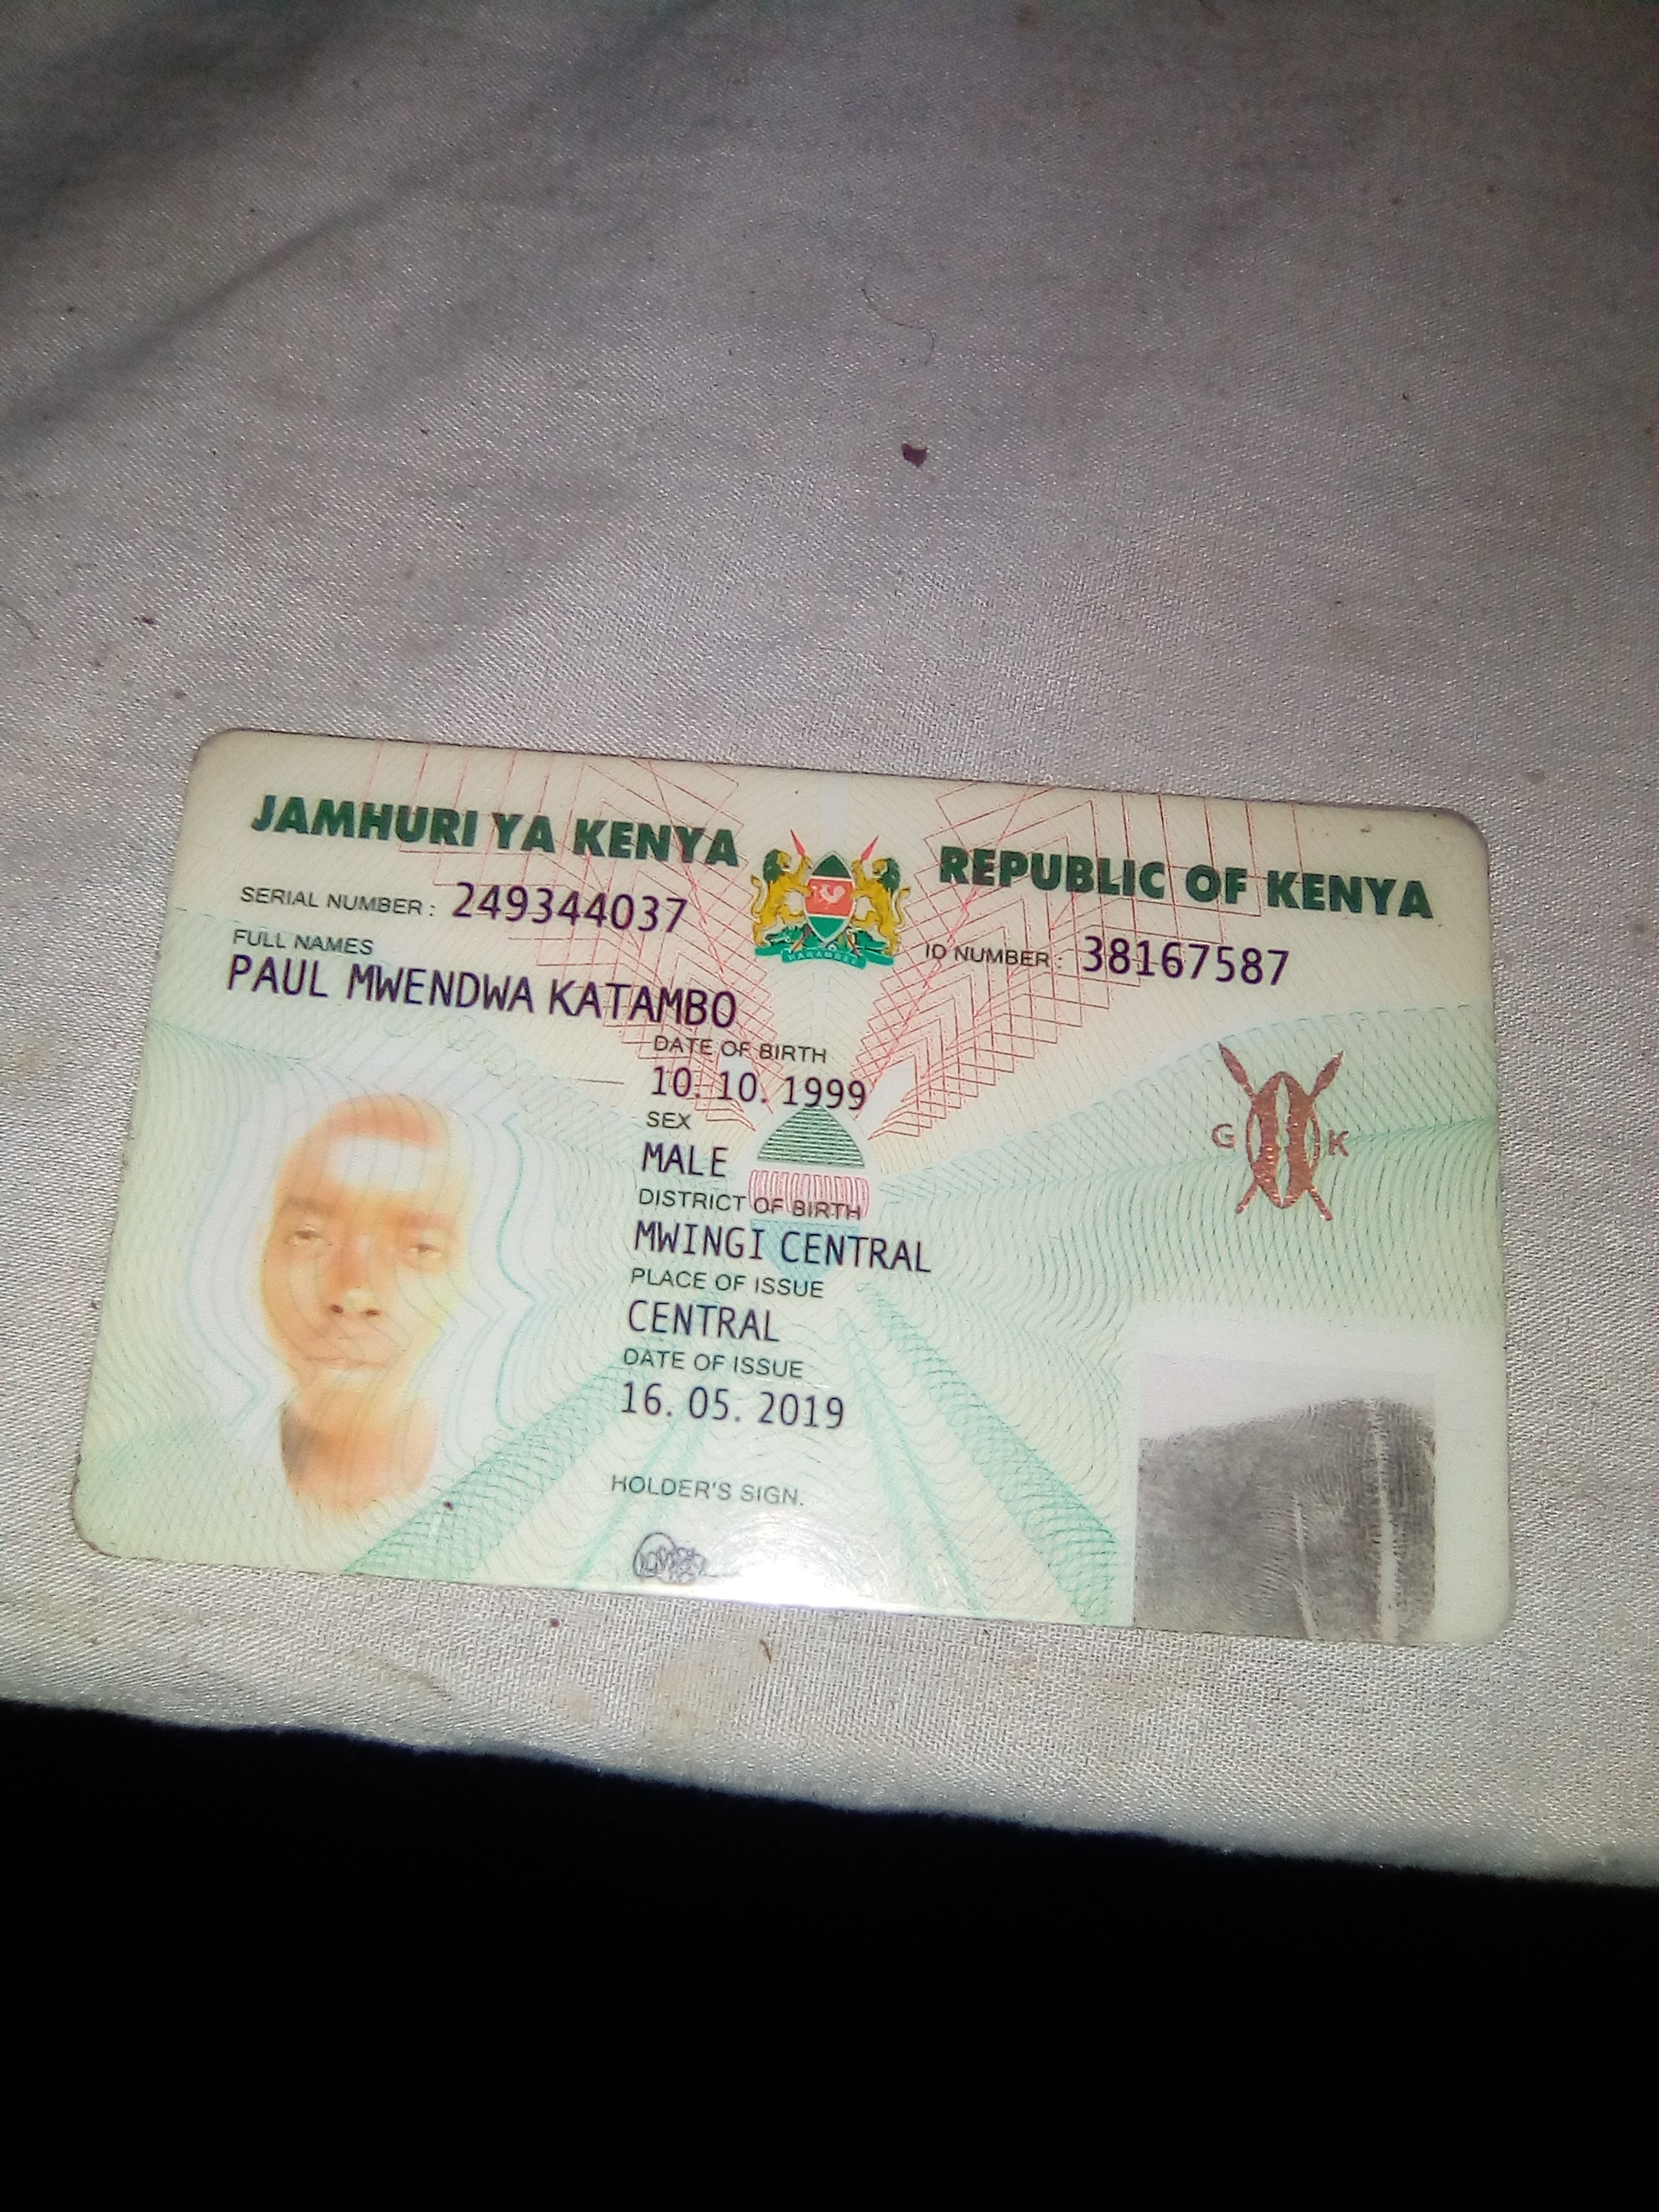 JAMHURI YA KENYA
REPUBLIC OF KENYA
SERIAL NUMBER : 249344037
ID NUMBER : 38167587
FULL NAMES
PAUL MWENDWA KATAMBO
DATE OF BIRTH
10. 10. 1999
SEX
MALE
DISTRICT OF BIRTH
MWINGI CENTRAL
PLACE OF ISSUE
CENTRAL
DATE OF ISSUE
16. 05. 2019
HOLDER'S SIGN.
HARAMBEE
G K